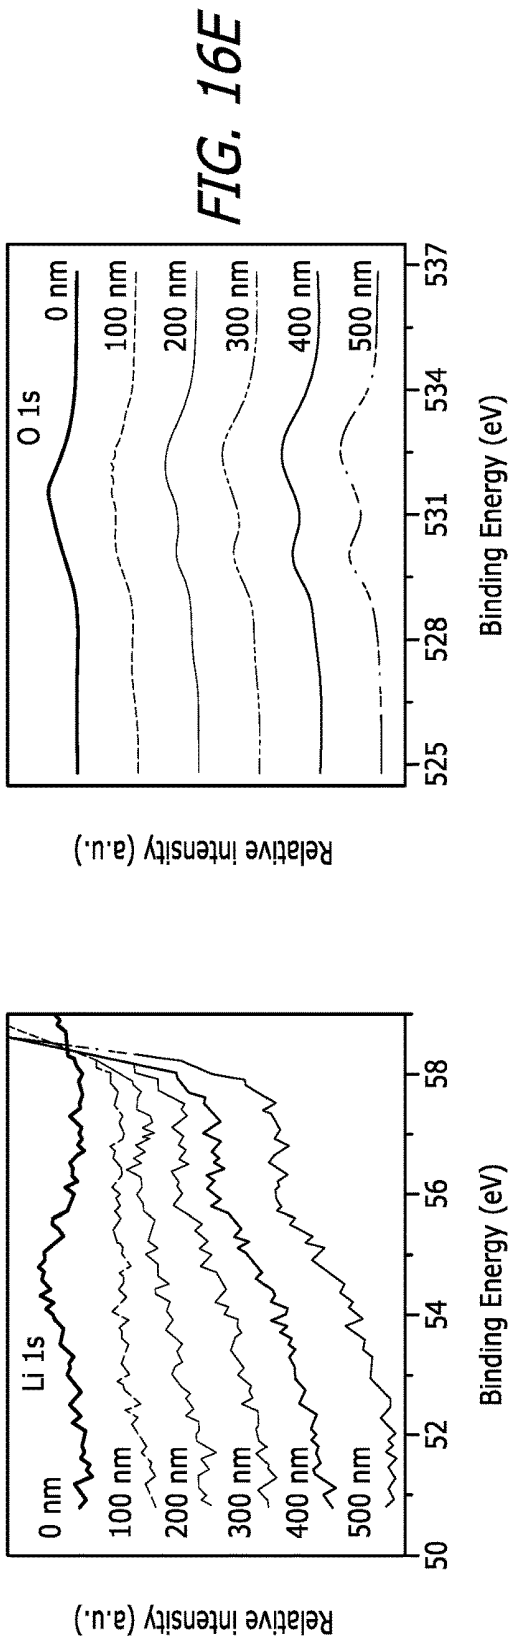 Relative intensity (a.u.)
Li 1s
0 nm
100 nm
200 nm
300 nm
400 nm
500 nm
50 52 54 56 58
Binding Energy (eV)
Relative intensity (a.u.)
O 1s
0 nm
100 nm
200 nm
300 nm
400 nm
500 nm
525 528 531 534 537
Binding Energy (eV)
FIG. 16E